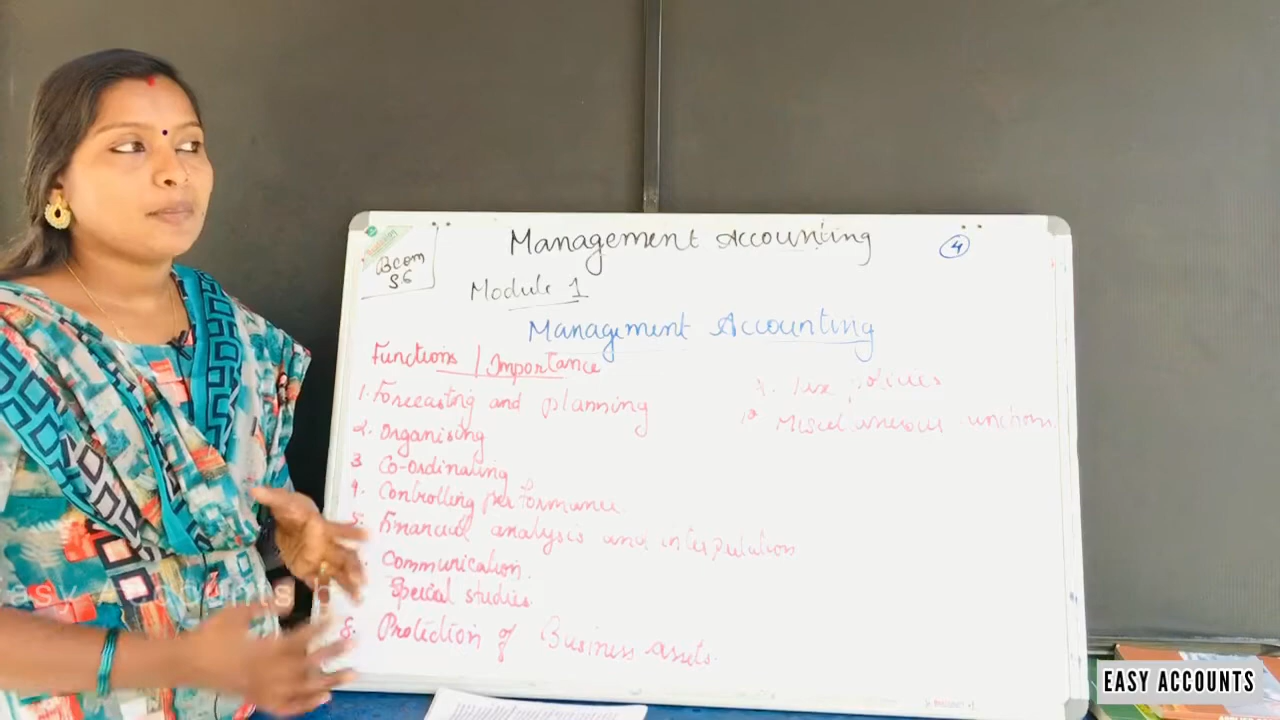 Bcom
S6
Management Accounting
4
Module 1
Management Accounting
Functions / Importance
1. Forecasting and planning
2. Organising
3 Co-ordinating
4. Controlling performance
5. Financial analysis and
Communication.
Special studies.
8. Protection of Business assets.
policies
Miscellaneous
Easy Accounts
EASY ACCOUNTS